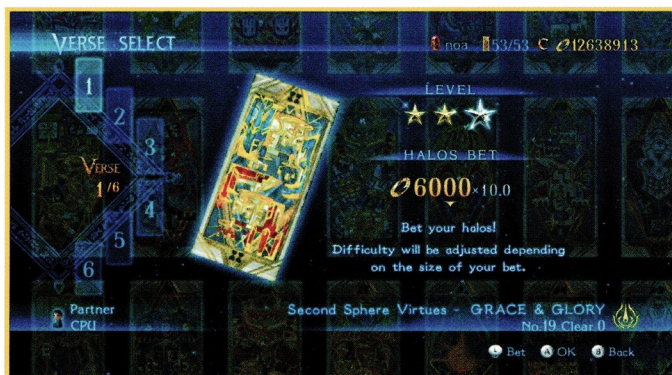 VERSE SELECT
noa 53/53 C 12638913
1
2
3
4
5
6
VERSE
1/6
LEVEL
HALOS BET
6000×10.0
Bet your halos!
Difficulty will be adjusted depending
on the size of your bet.
Partner
CPU
Second Sphere Virtues - GRACE & GLORY
No.19 Clear 0
L Bet A OK B Back